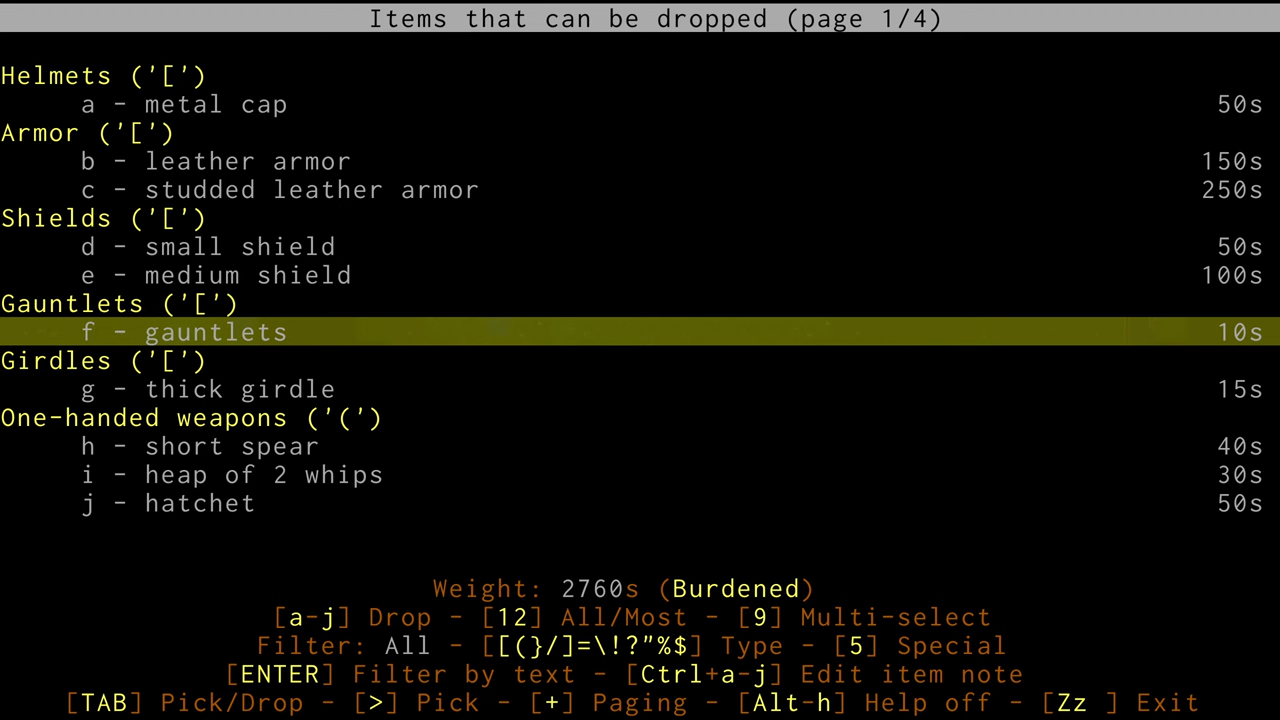 Items that can be dropped (page 1/4)
Helmets ('[')
a - metal cap 50s
Armor ('[')
b - leather armor 150s
c - studded leather armor 250s
Shields ('[')
d - small shield 50s
e - medium shield 100s
Gauntlets ('[')
f - gauntlets 10s
Girdles ('[')
g - thick girdle 15s
One-handed weapons ('(')
h - short spear 40s
i - heap of 2 whips 30s
j - hatchet 50s
Weight: 2760s (Burdened)
[a-j] Drop - [12] All/Most - [9] Multi-select
Filter: All - [[(}/]=\!?"%$] Type - [5] Special
[ENTER] Filter by text - [Ctrl+a-j] Edit item note
[TAB] Pick/Drop - [>] Pick - [+] Paging - [Alt-h] Help off - [Zz ] Exit